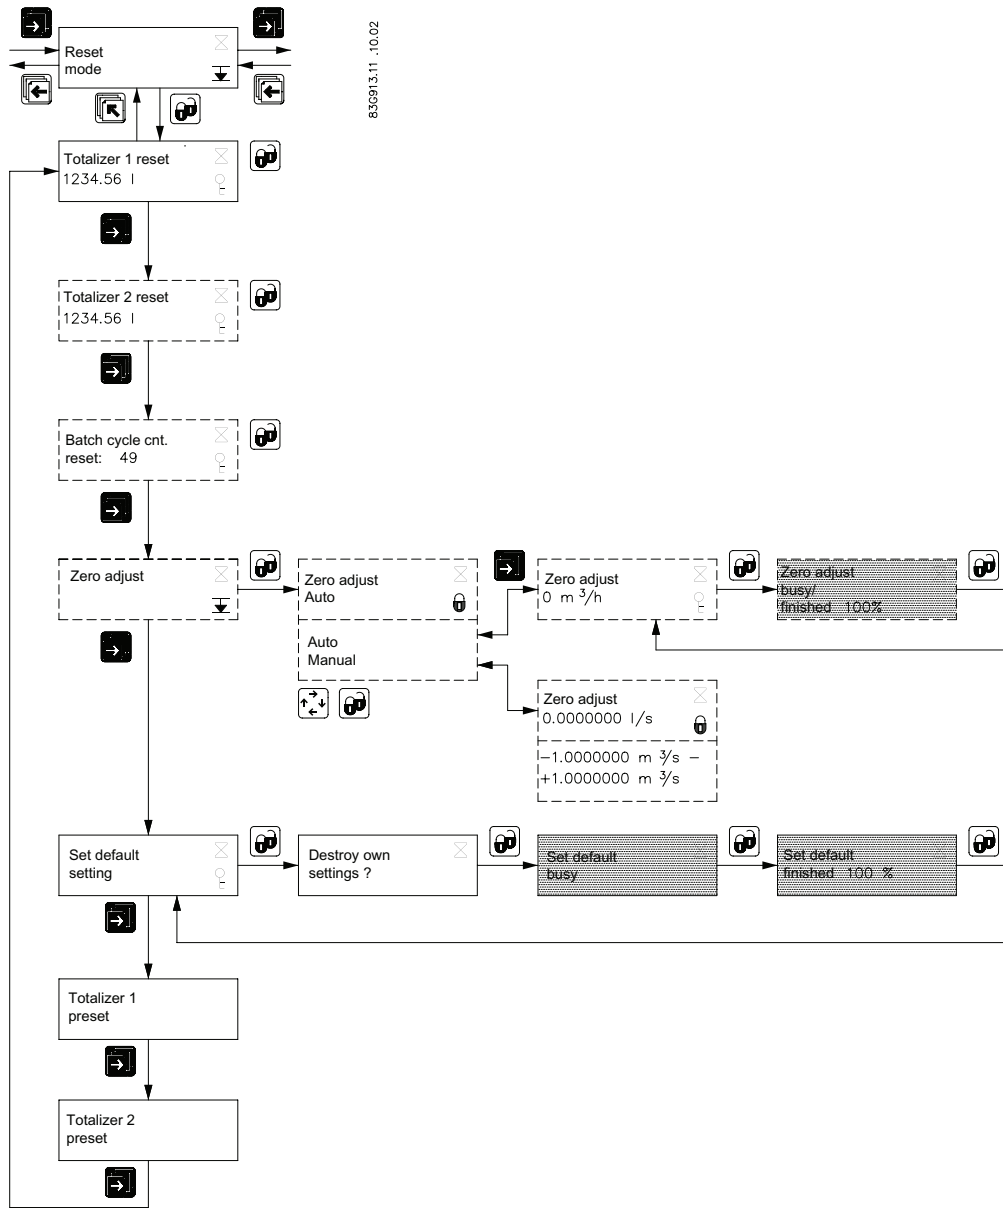 Reset
mode
83G913.11 .10.02
Totalizer 1 reset
1234.56 l
Totalizer 2 reset
1234.56 l
Batch cycle cnt.
reset: 49
Zero adjust
Zero adjust
Auto
Auto
Manual
Zero adjust
0 m ³/h
Zero adjust
busy/
finished 100%
Zero adjust
0.0000000 l/s
−1.0000000 m ³/s −
+1.0000000 m ³/s
Set default
setting
Destroy own
settings ?
Set default
busy
Set default
finished 100 %
Totalizer 1
preset
Totalizer 2
preset